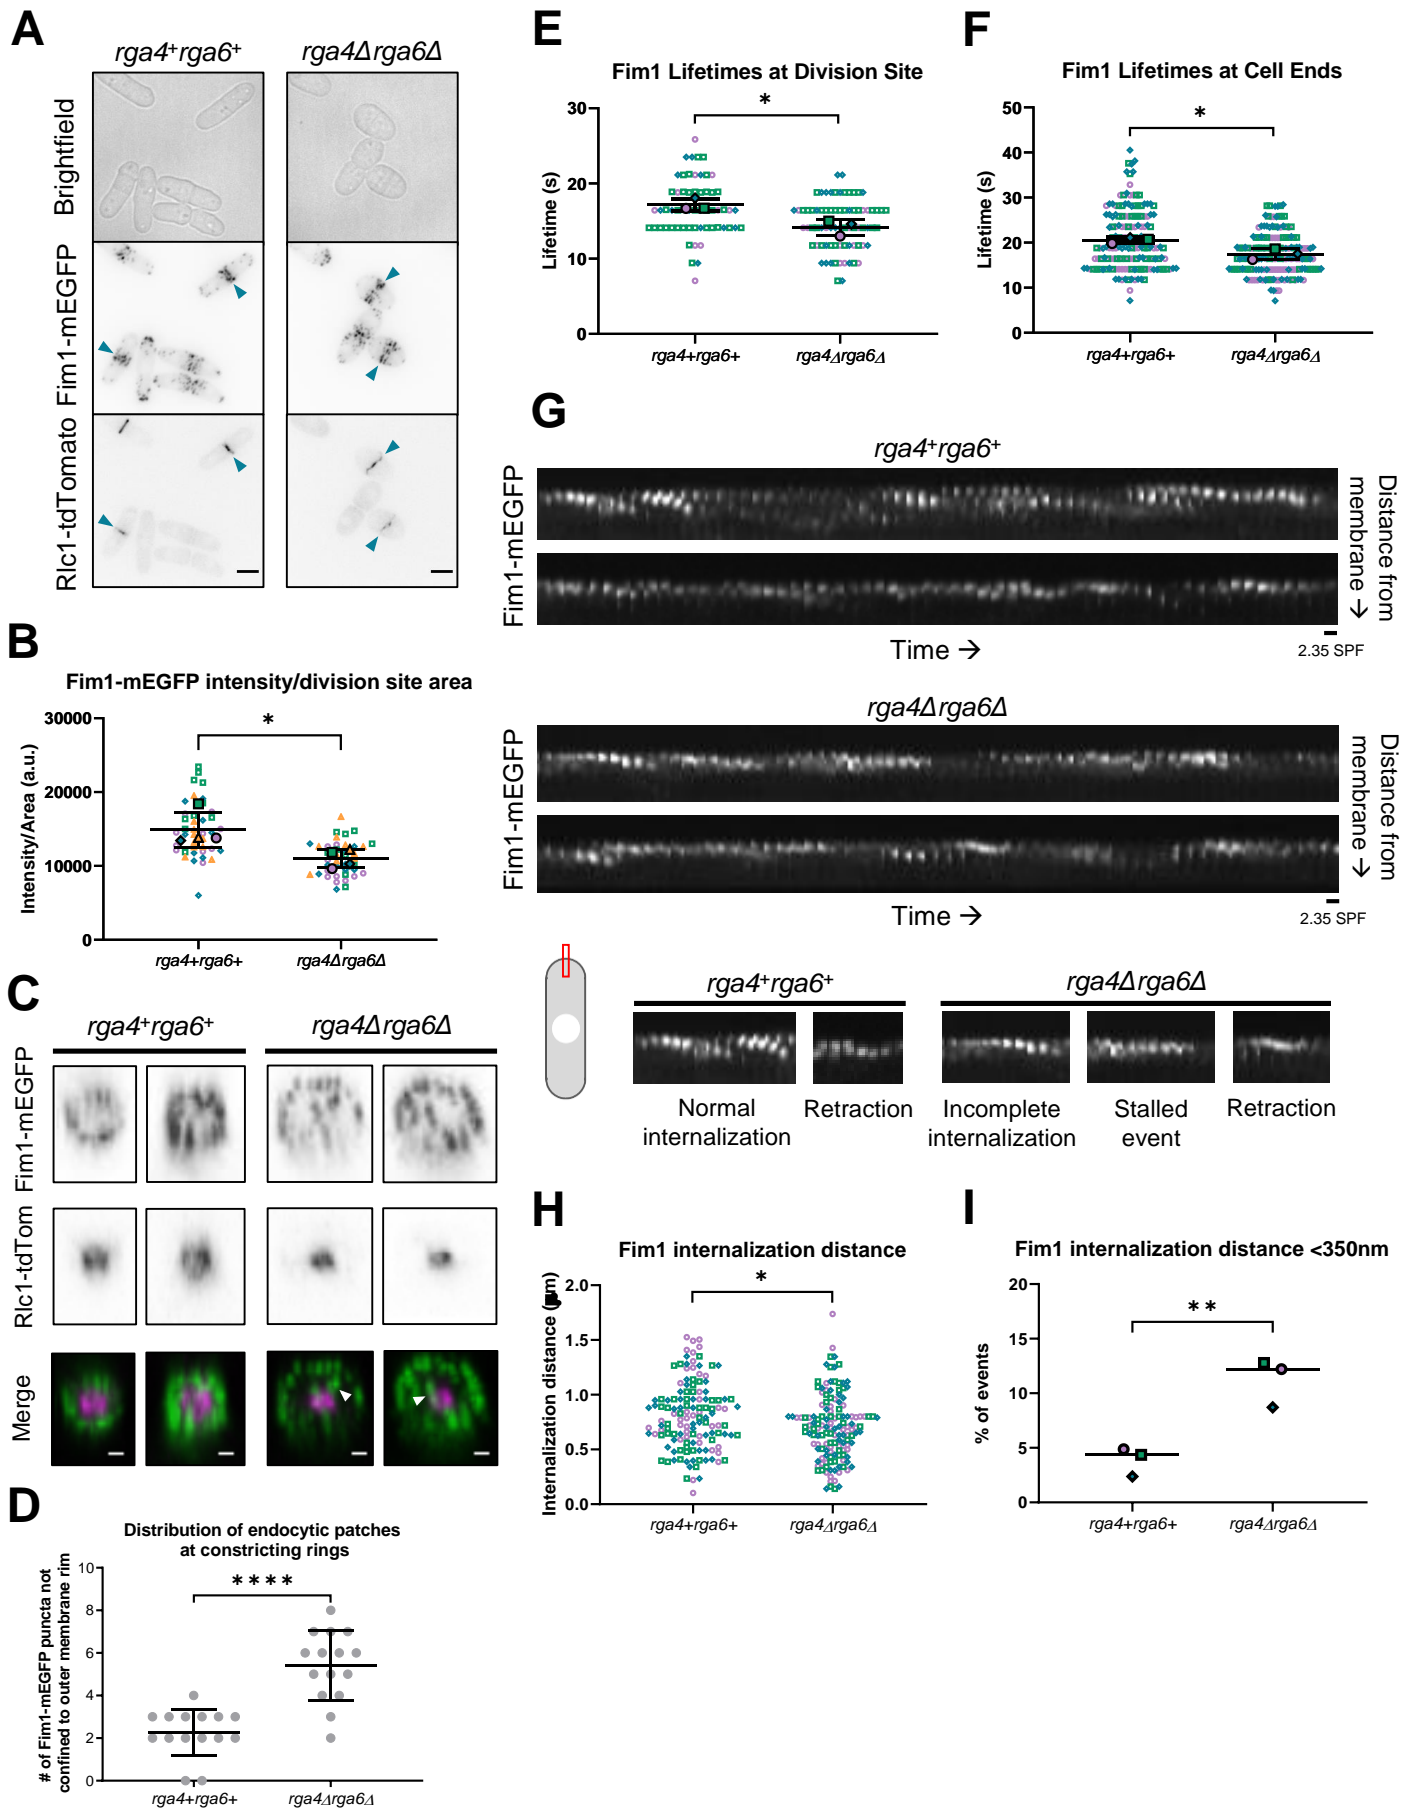 A
rga4+rga6+
rga4Δrga6Δ
Brightfield
Fim1-mEGFP
Rlc1-tdTomato
B
Fim1-mEGFP intensity/division site area
*
Intensity/Area (a.u.)
30000
20000
10000
0
rga4+rga6+
rga4Δrga6Δ
C
rga4+rga6+
rga4Δrga6Δ
Fim1-mEGFP
Rlc1-tdTom
Merge
D
Distribution of endocytic patches
at constricting rings
****
# of Fim1-mEGFP puncta not
confined to outer membrane rim
10
8
6
4
2
0
rga4+rga6+
rga4Δrga6Δ
E
Fim1 Lifetimes at Division Site
*
Lifetime (s)
30
20
10
0
rga4+rga6+
rga4Δrga6Δ
F
Fim1 Lifetimes at Cell Ends
*
Lifetime (s)
50
40
30
20
10
0
rga4+rga6+
rga4Δrga6Δ
G
rga4+rga6+
Fim1-mEGFP
Distance from
membrane →
Time →
2.35 SPF
rga4Δrga6Δ
Fim1-mEGFP
Distance from
membrane →
Time →
2.35 SPF
rga4+rga6+
rga4Δrga6Δ
Normal
internalization
Retraction
Incomplete
internalization
Stalled
event
Retraction
H
Fim1 internalization distance
*
Internalization distance (μm)
2.0
1.5
1.0
0.5
0.0
rga4+rga6+
rga4Δrga6Δ
I
Fim1 internalization distance <350nm
**
% of events
20
15
10
5
0
rga4+rga6+
rga4Δrga6Δ